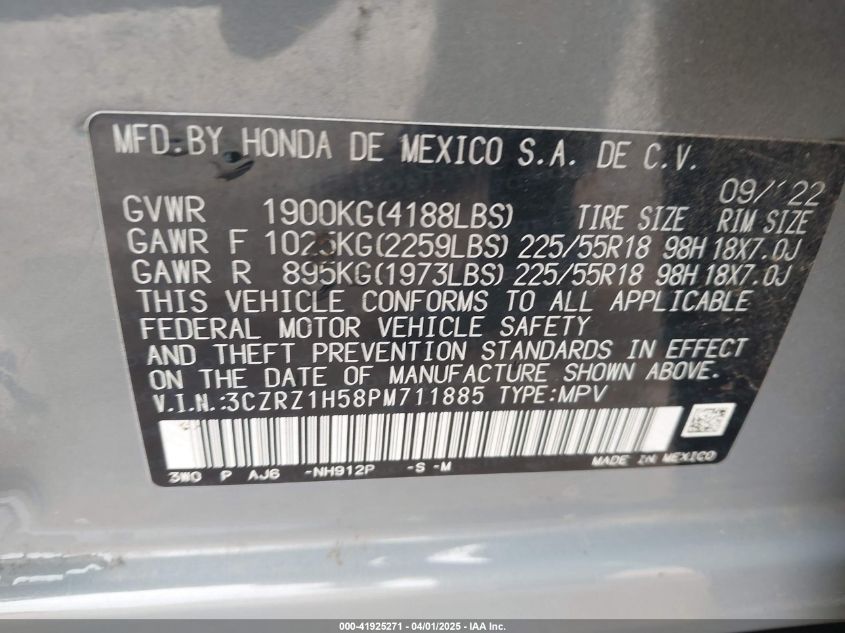 MFD. BY HONDA DE MEXICO S.A. DE C.V.
09/22
GVWR 1900KG(4188LBS) TIRE SIZE RIM SIZE
GAWR F 1025KG(2259LBS) 225/55R18 98H 18X7.0J
GAWR R 895KG(1973LBS) 225/55R18 98H 18X7.0J
THIS VEHICLE CONFORMS TO ALL APPLICABLE
FEDERAL MOTOR VEHICLE SAFETY
AND THEFT PREVENTION STANDARDS IN EFFECT
ON THE DATE OF MANUFACTURE SHOWN ABOVE.
V.I.N.:3CZRZ1H58PM711885 TYPE:MPV
3W0 P AJ6 -NH912P -S -M MADE IN MEXICO
000-41925271 - 04/01/2025 - IAA Inc.